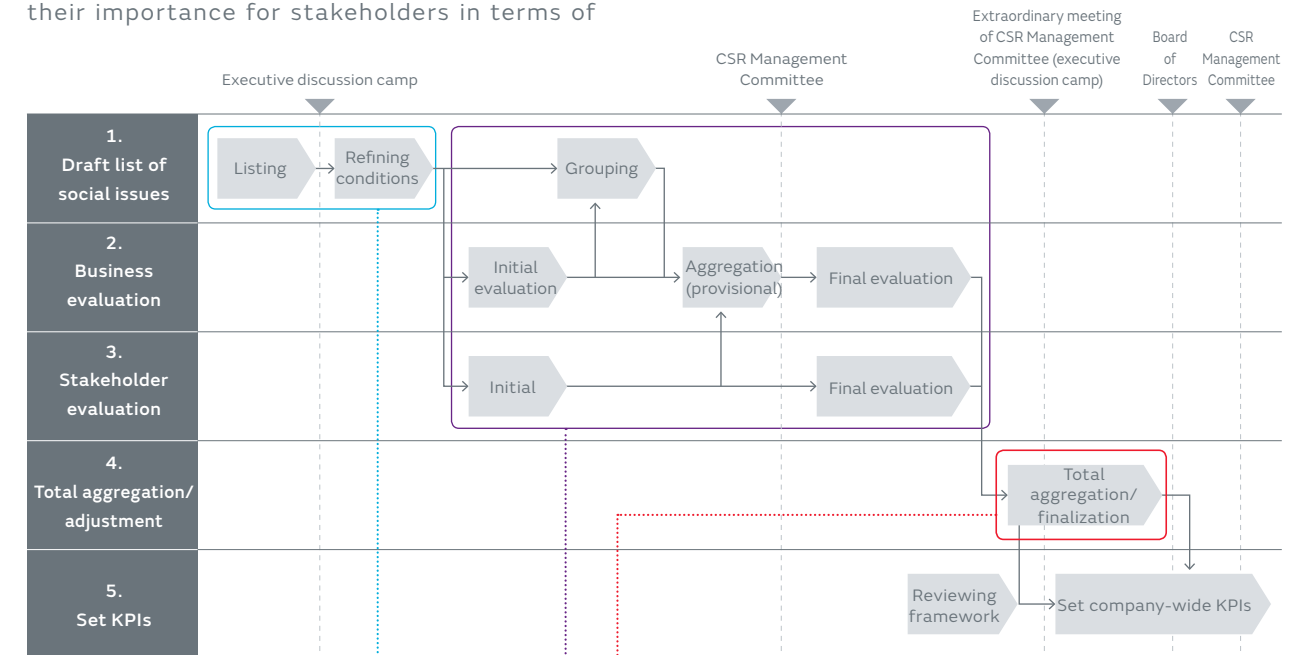 their importance for stakeholders in terms of
Executive discussion camp
CSR Management
Committee
Extraordinary meeting
of CSR Management
Committee (executive
discussion camp)
Board
of
Directors
CSR
Management
Committee
1.
Draft list of
social issues
Listing
Refining
conditions
Grouping
2.
Business
evaluation
Initial
evaluation
Aggregation
(provisional)
Final evaluation
3.
Stakeholder
evaluation
Initial
Final evaluation
4.
Total aggregation/
adjustment
Total
aggregation/
finalization
5.
Set KPIs
Reviewing
framework
Set company-wide KPIs